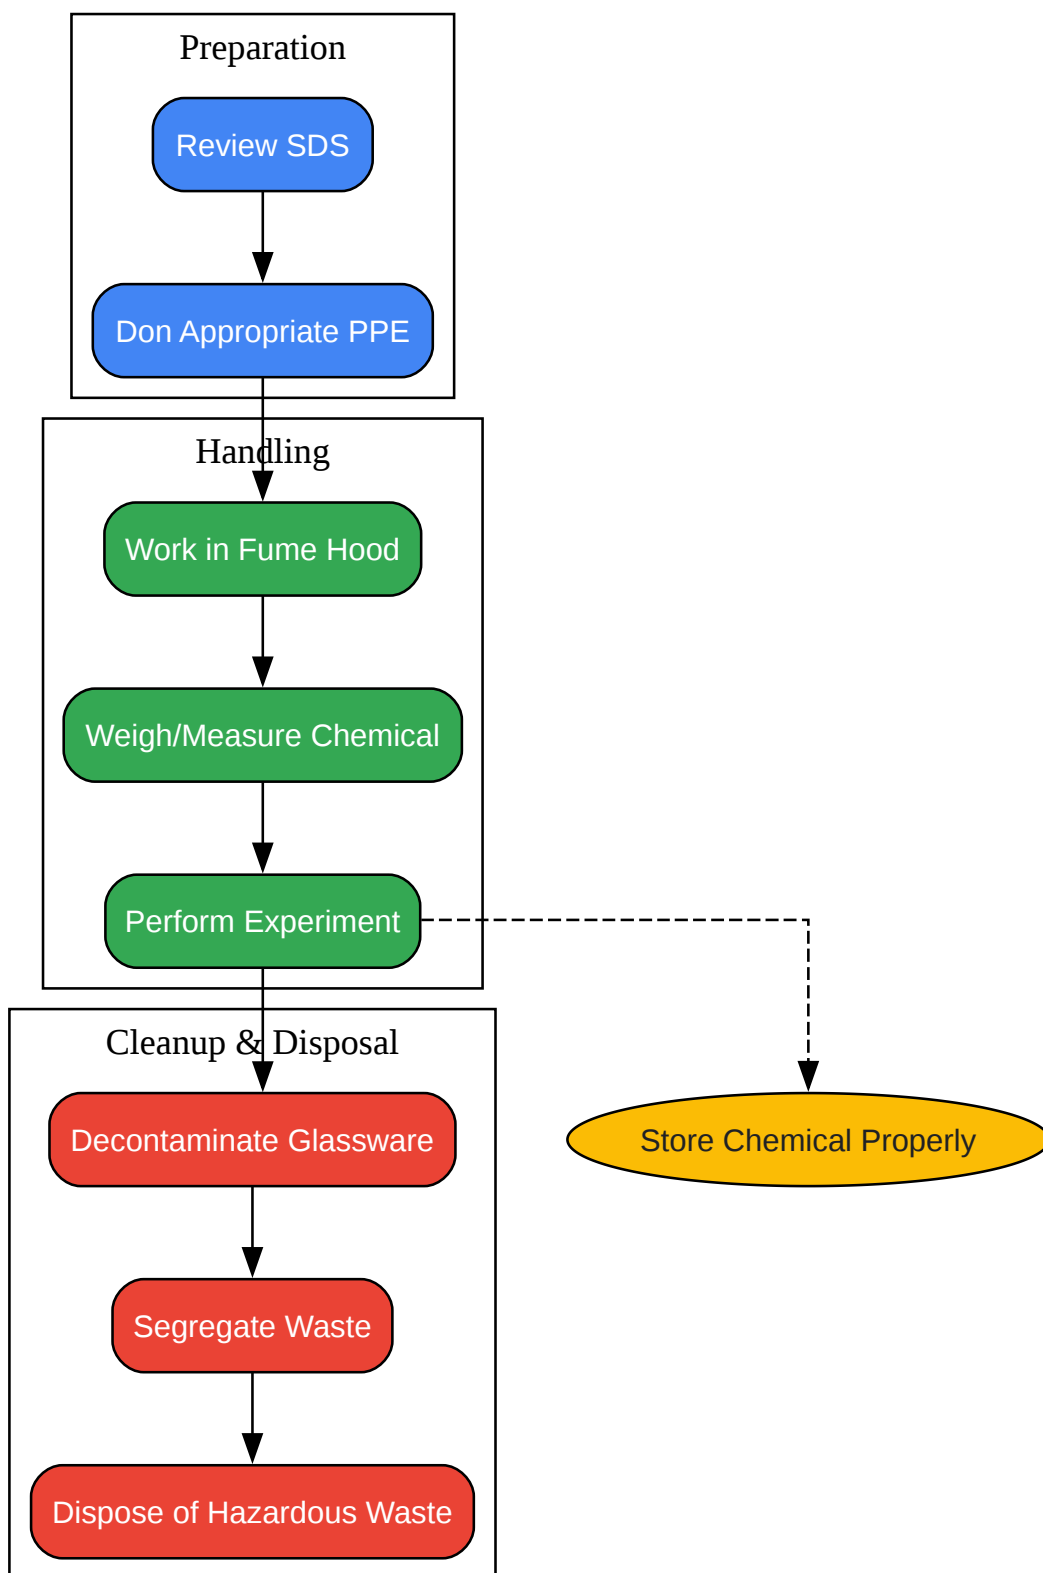 Preparation
Review SDS
Don Appropriate PPE
Handling
Work in Fume Hood
Weigh/Measure Chemical
Perform Experiment
Cleanup & Disposal
Decontaminate Glassware
Store Chemical Properly
Segregate Waste
Dispose of Hazardous Waste